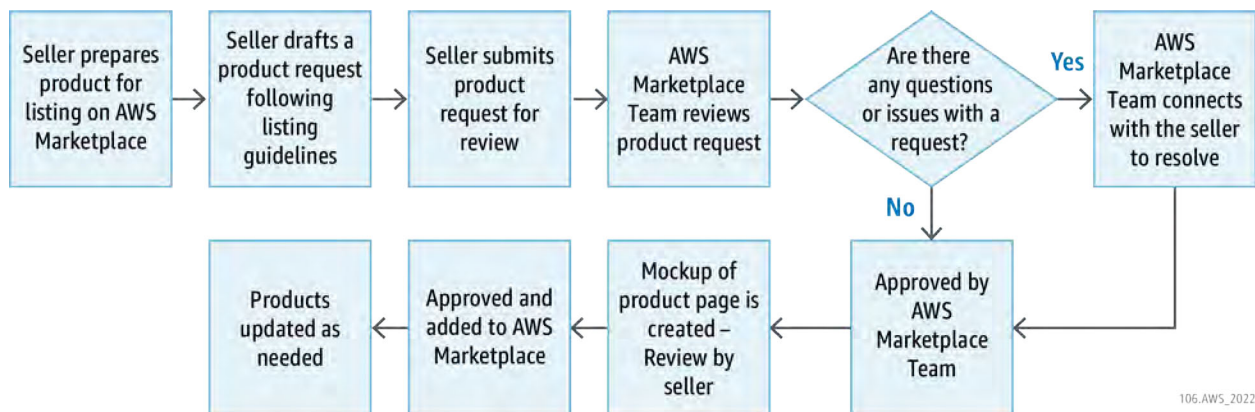 Seller prepares
product for
listing on AWS
Marketplace
Seller drafts a
product request
following
listing
guidelines
Seller submits
product
request for
review
AWS
Marketplace
Team reviews
product request
Are there
any questions
or issues with a
request?
Yes
AWS
Marketplace
Team connects
with the seller
to resolve
No
Approved by
AWS
Marketplace
Team
Mockup of
product page is
created –
Review by
seller
Approved and
added to AWS
Marketplace
Products
updated as
needed
106.AWS_2022